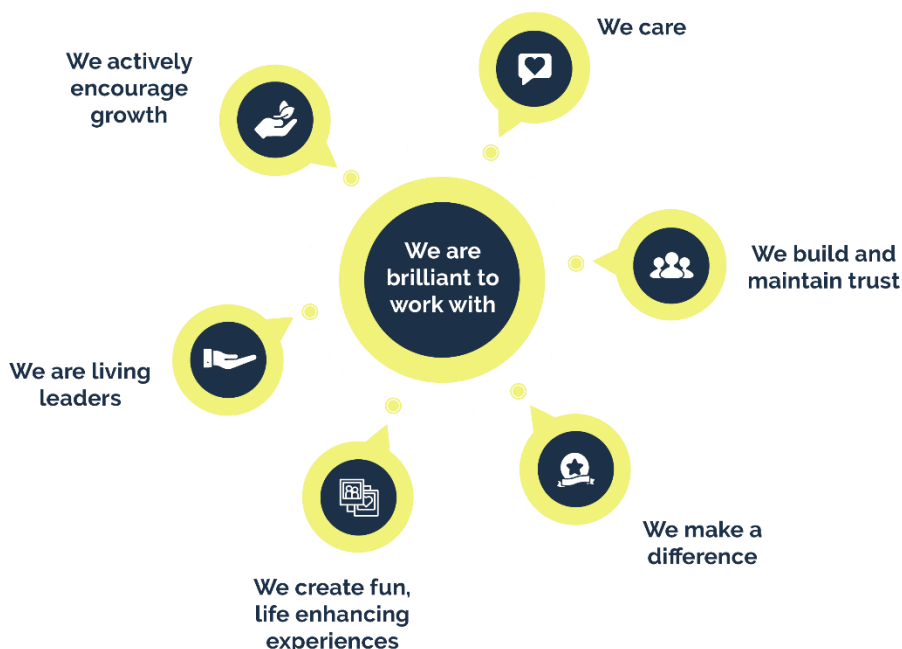 We care
We actively
encourage
growth
We are
brilliant to
work with
We build and
maintain trust
We are living
leaders
We make a
difference
We create fun,
life enhancing
experiences